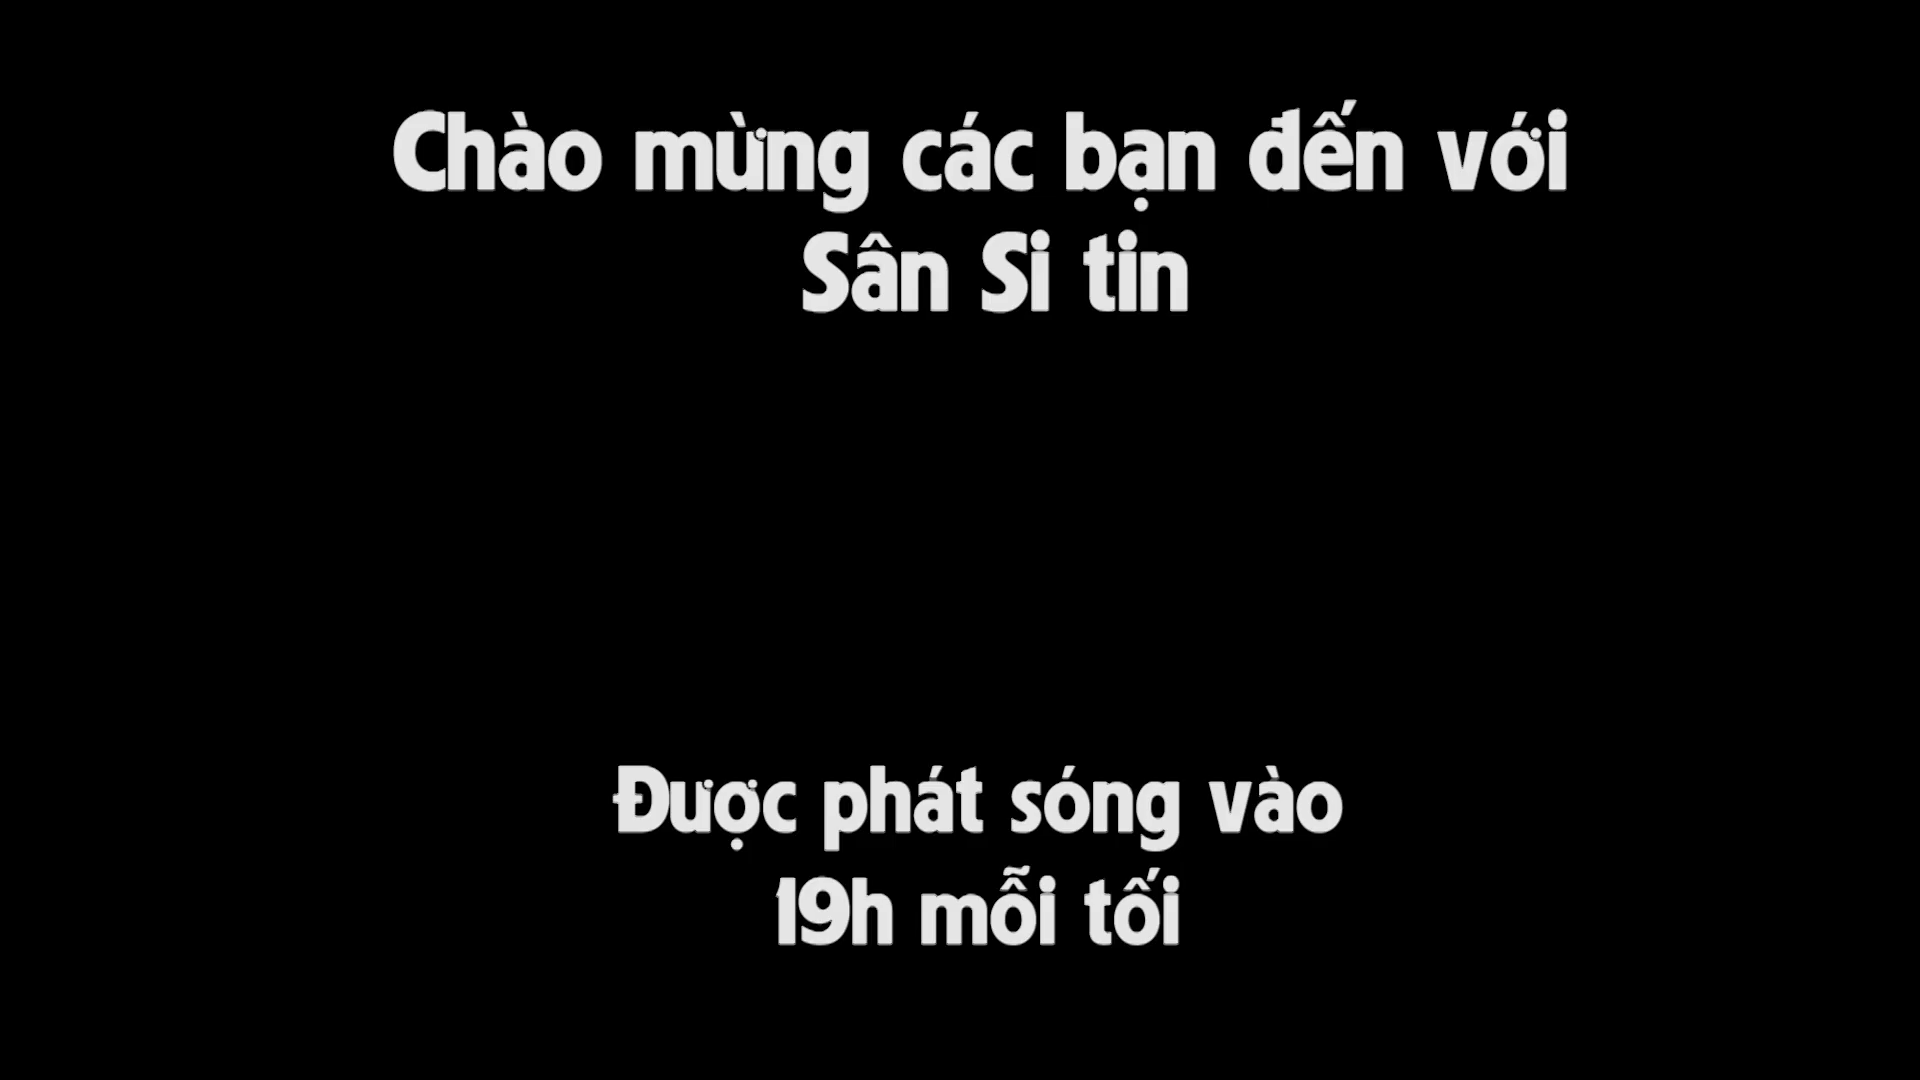 Chào mừng các bạn đến với
Sân Si tin
Được phát sóng vào
19h mỗi tối